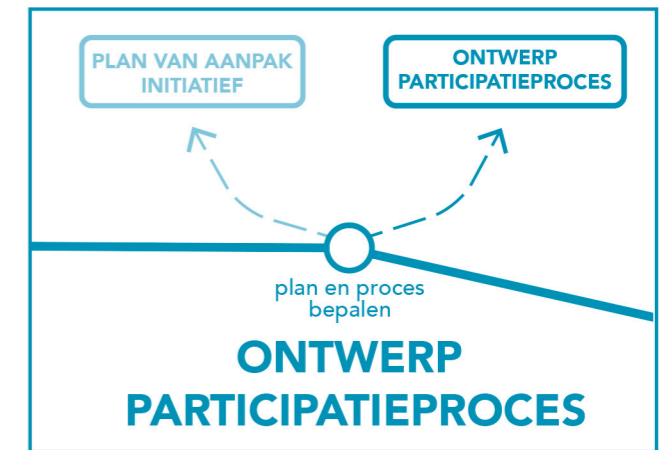 PLAN VAN AANPAK
INITIATIEF
ONTWERP
PARTICIPATIEPROCES
plan en proces
bepalen
ONTWERP
PARTICIPATIEPROCES